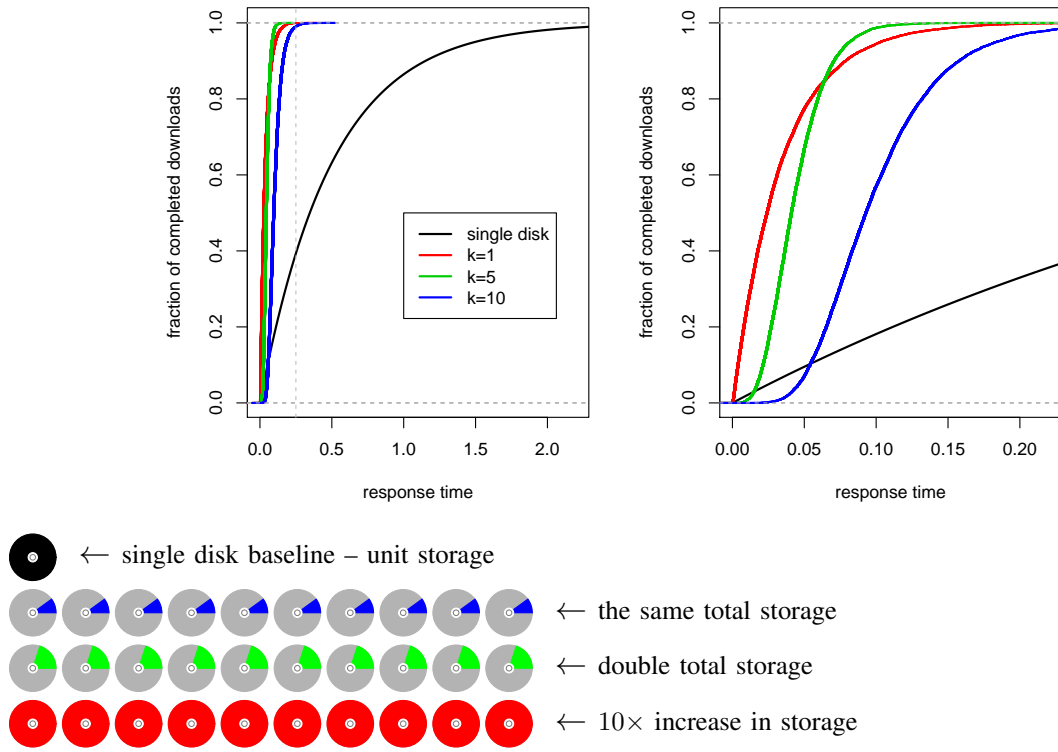 fraction of completed downloads
0.0 0.2 0.4 0.6 0.8 1.0
0.0 0.5 1.0 1.5 2.0
response time
single disk
k=1
k=5
k=10
fraction of completed downloads
0.0 0.2 0.4 0.6 0.8 1.0
0.00 0.05 0.10 0.15 0.20
response time
← single disk baseline – unit storage
← the same total storage
← double total storage
← 10× increase in storage